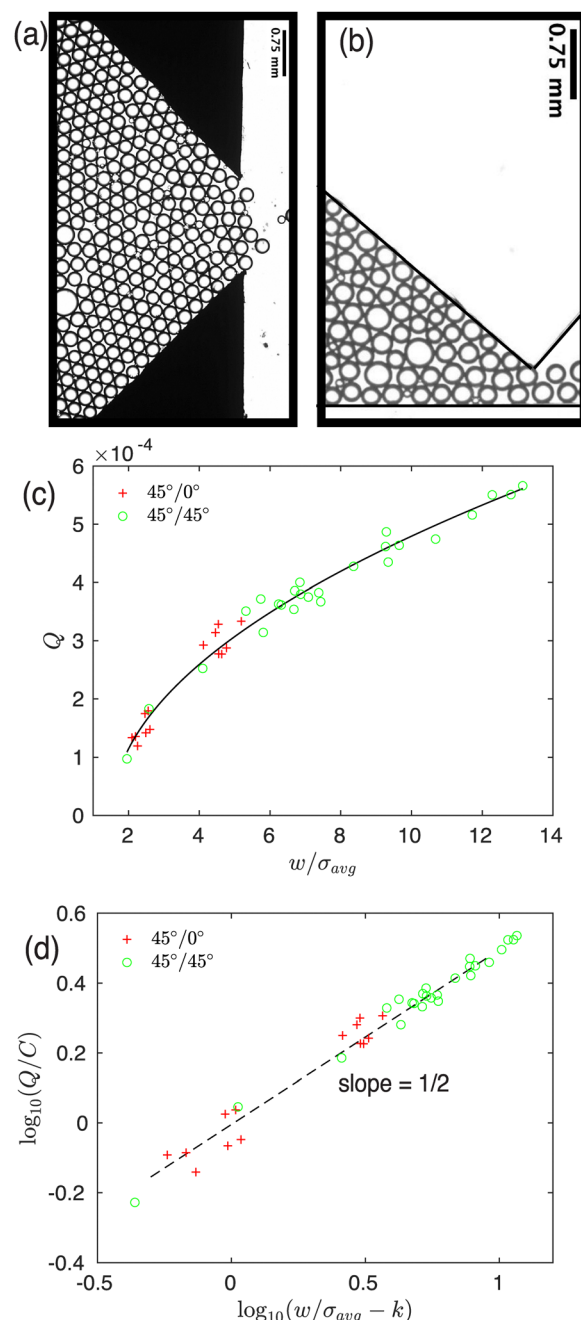 (a)
0.75 mm
(b)
0.75 mm
(c)
×10⁻⁴
6
5
4
3
2
1
0
Q
45°/0°
45°/45°
2 4 6 8 10 12 14
w/σ_avg
(d)
0.6
0.4
0.2
0
-0.2
-0.4
log₁₀(Q/C)
45°/0°
45°/45°
slope = 1/2
-0.5 0 0.5 1
log₁₀(w/σ_avg − k)